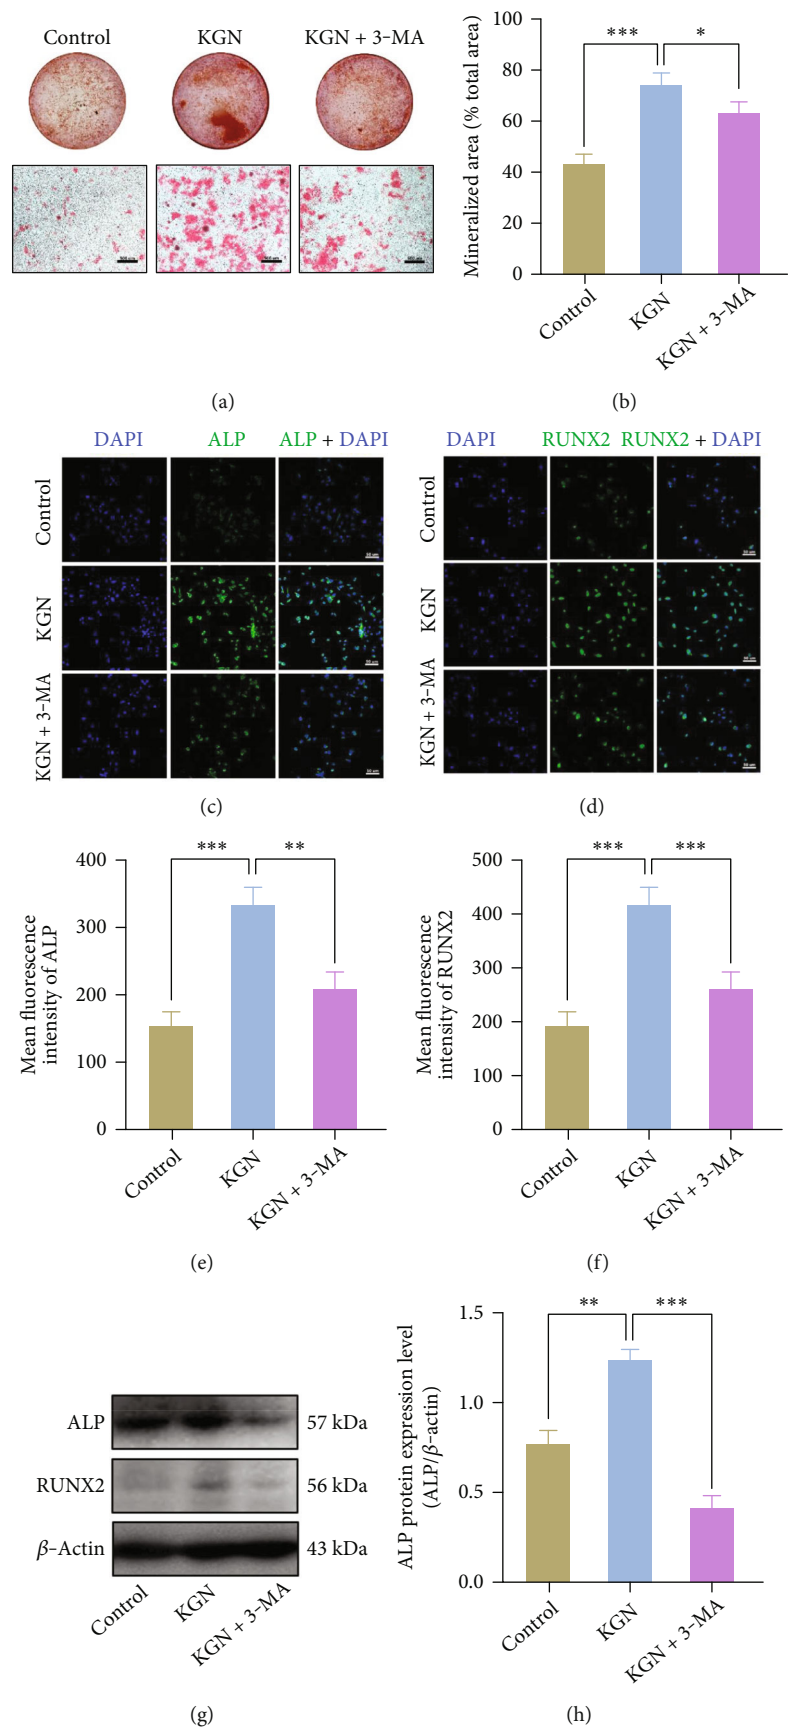 Control KGN KGN + 3-MA
(a)
Mineralized area (% total area)
100
80
60
40
20
0
*** *
Control KGN KGN + 3-MA
(b)
DAPI ALP ALP + DAPI
Control
KGN
KGN + 3-MA
(c)
DAPI RUNX2 RUNX2 + DAPI
Control
KGN
KGN + 3-MA
(d)
Mean fluorescence
intensity of ALP
400
300
200
100
0
*** **
Control KGN KGN + 3-MA
(e)
Mean fluorescence
intensity of RUNX2
500
400
300
200
100
0
*** ***
Control KGN KGN + 3-MA
(f)
ALP 57 kDa
RUNX2 56 kDa
β-Actin 43 kDa
Control KGN KGN + 3-MA
(g)
ALP protein expression level
(ALP/β-actin)
1.5
1.0
0.5
0.0
** ***
Control KGN KGN + 3-MA
(h)